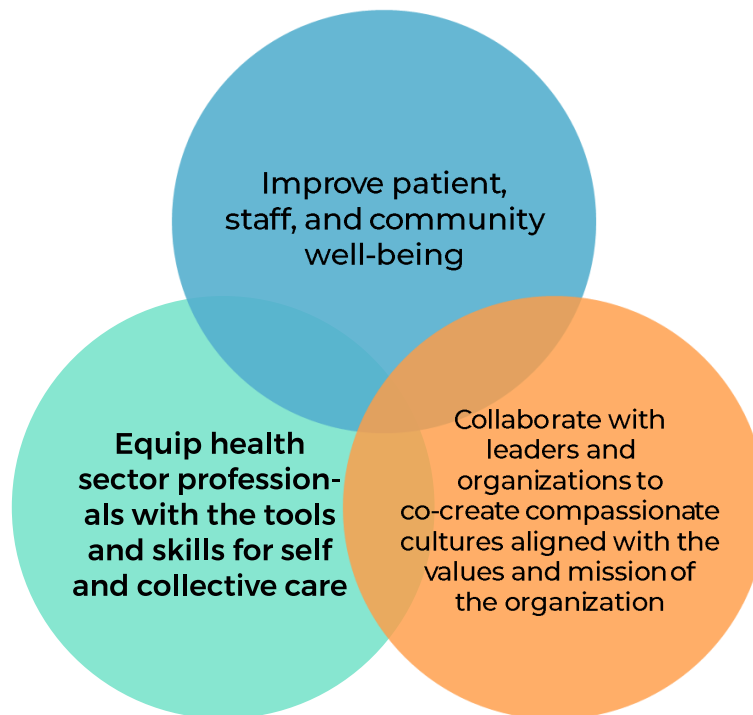 Improve patient,
staff, and community
well-being
Equip health
sector profession-
als with the tools
and skills for self
and collective care
Collaborate with
leaders and
organizations to
co-create compassionate
cultures aligned with the
values and mission of
the organization